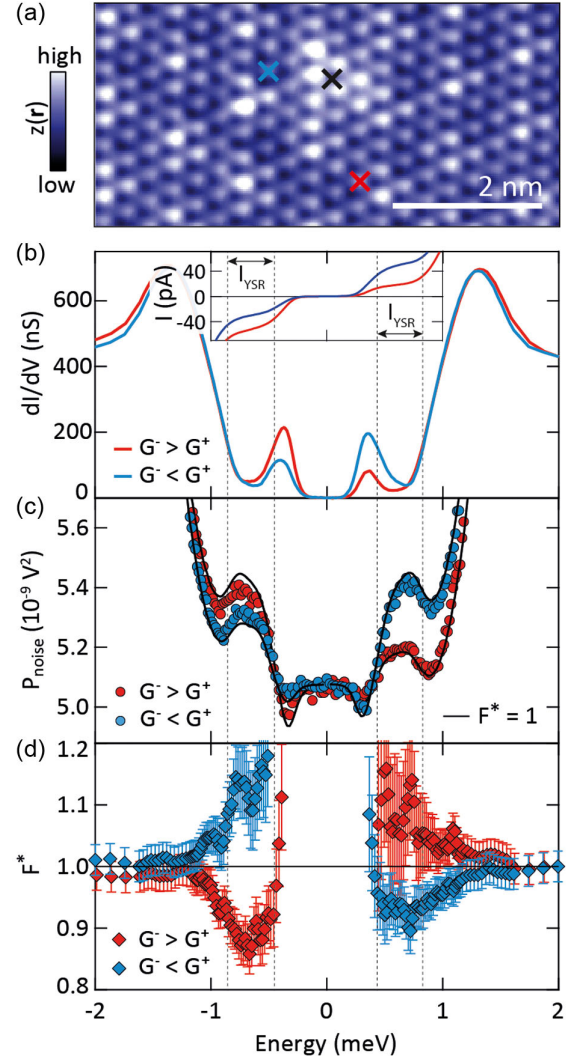 (a)
high
z(r)
low
2 nm
(b)
dI/dV (nS)
600
400
200
0
I (pA)
40
0
-40
I_YSR
I_YSR
G⁻ > G⁺
G⁻ < G⁺
(c)
P_noise (10⁻⁹ V²)
5.6
5.4
5.2
5.0
G⁻ > G⁺
G⁻ < G⁺
F* = 1
(d)
F*
1.2
1.1
1.0
0.9
0.8
G⁻ > G⁺
G⁻ < G⁺
-2 -1 0 1 2
Energy (meV)